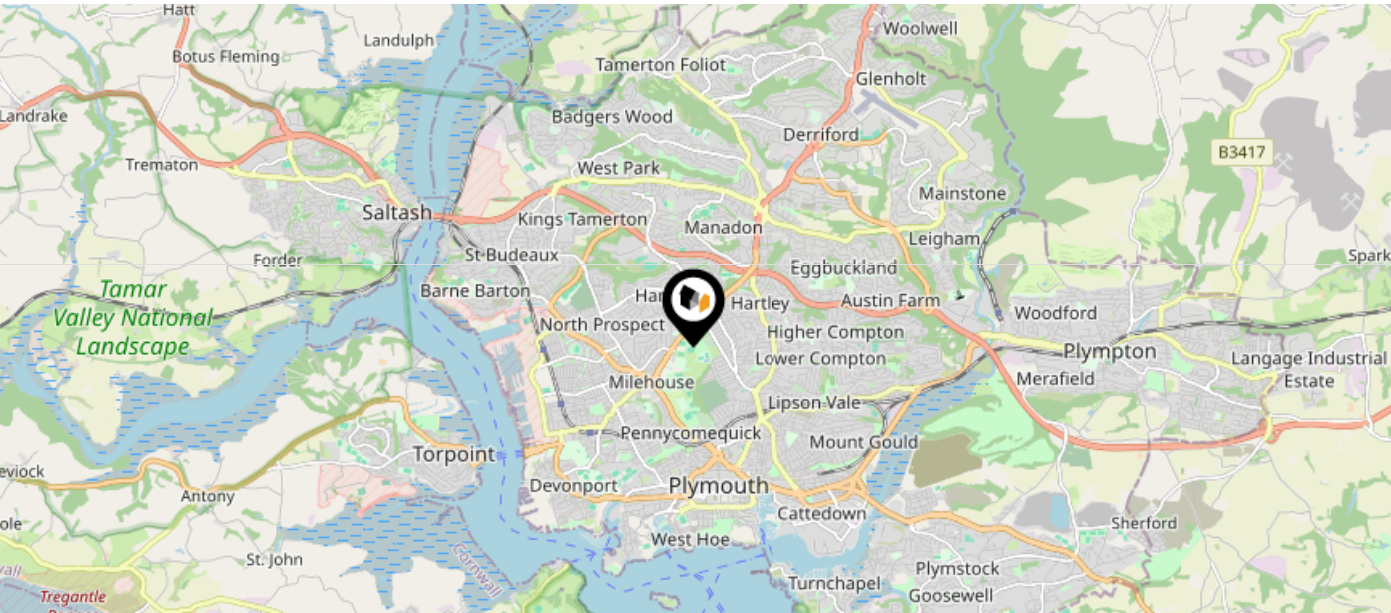 Hatt
Landulph
Woolwell
Botus Fleming
Tamerton Foliot
Glenholt
Landrake
Badgers Wood
Derriford
B3417
Trematon
West Park
Mainstone
Saltash
Kings Tamerton
Manadon
Leigham
St Budeaux
Forder
Eggbuckland
Spark
Tamar
Valley National
Landscape
Barne Barton
Har
Hartley
Austin Farm
Woodford
North Prospect
Higher Compton
Lower Compton
Plympton
Langage Industrial
Estate
Milehouse
Merafield
Lipson Vale
Pennycomequick
Mount Gould
Torpoint
eviock
Antony
Devonport
Plymouth
Cattedown
Sherford
ole
West Hoe
St. John
Cornwall
Plymstock
Turnchapel
Goosewell
Tregantle